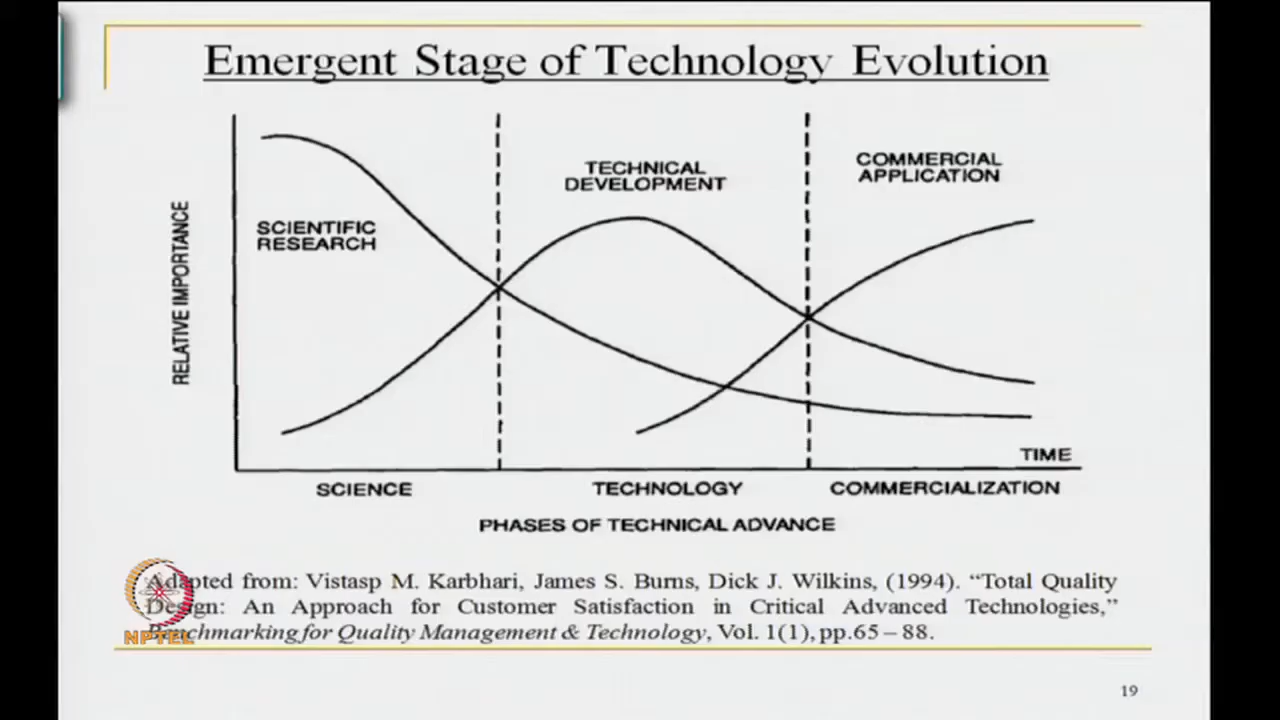 Emergent Stage of Technology Evolution
TECHNICAL
DEVELOPMENT
COMMERCIAL
APPLICATION
SCIENTIFIC
RESEARCH
RELATIVE IMPORTANCE
TIME
SCIENCE
TECHNOLOGY
COMMERCIALIZATION
PHASES OF TECHNICAL ADVANCE
Adapted from: Vistasp M. Karbhari, James S. Burns, Dick J. Wilkins, (1994). “Total Quality
Design: An Approach for Customer Satisfaction in Critical Advanced Technologies,”
Benchmarking for Quality Management & Technology, Vol. 1(1), pp.65 – 88.
NPTEL
19